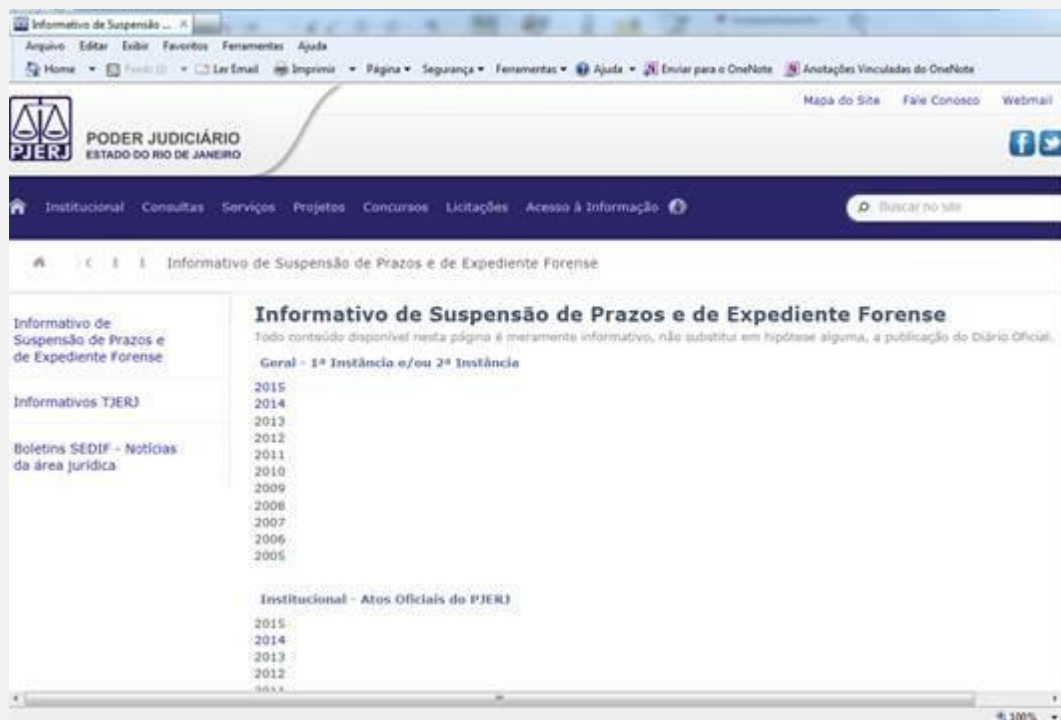 Informativo de Suspensão ... ×
Arquivo Editar Exibir Favoritos Ferramentas Ajuda
Home Ler Email Imprimir Página Segurança Ferramentas Ajuda Enviar para o OneNote Anotações Vinculadas do OneNote
Mapa do Site Fale Conosco Webmail
PJERJ
PODER JUDICIÁRIO
ESTADO DO RIO DE JANEIRO
Institucional Consultas Serviços Projetos Concursos Licitações Acesso à Informação
Buscar no site
Informativo de Suspensão de Prazos e de Expediente Forense
Informativo de
Suspensão de Prazos e
de Expediente Forense
Informativos TJERJ
Boletins SEDIF - Notícias
da área jurídica
Informativo de Suspensão de Prazos e de Expediente Forense
Todo conteúdo disponível nesta página é meramente informativo, não substitui em hipótese alguma, a publicação do Diário Oficial.
Geral - 1ª Instância e/ou 2ª Instância
2015
2014
2013
2012
2011
2010
2009
2008
2007
2006
2005
Institucional - Atos Oficiais do PJERJ
2015
2014
2013
2012
2011
100%